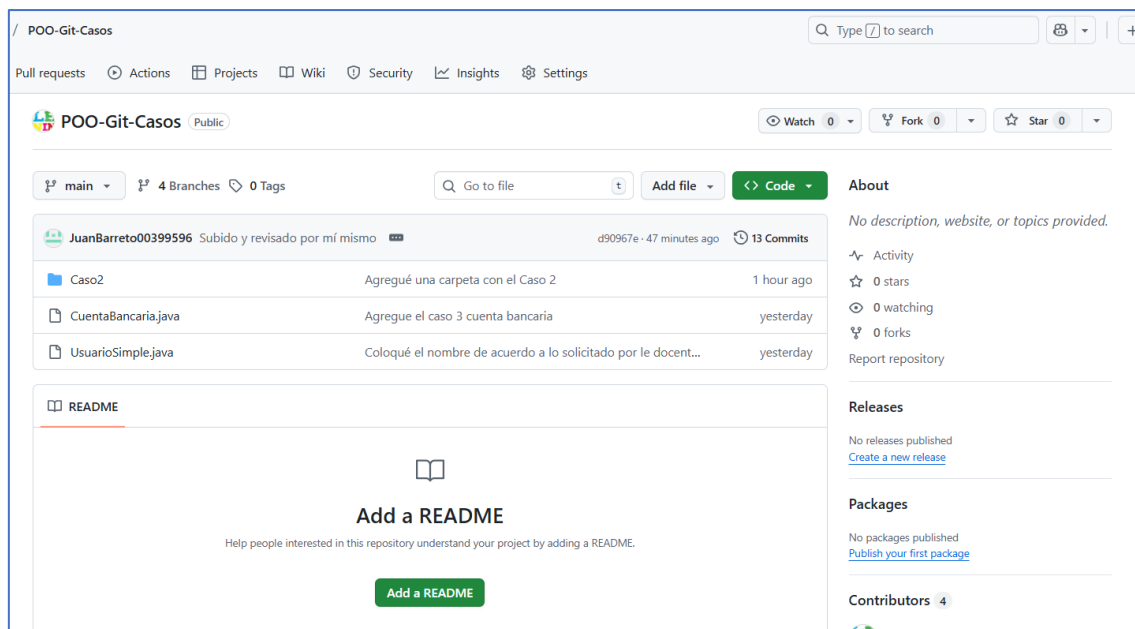 / POO-Git-Casos
Type / to search
Pull requests Actions Projects Wiki Security Insights Settings
POO-Git-Casos Public
Watch 0 Fork 0 Star 0
main 4 Branches 0 Tags Go to file t Add file <> Code
About
No description, website, or topics provided.
JuanBarreto00399596 Subido y revisado por mí mismo d90967e · 47 minutes ago 13 Commits
Caso2 Agregué una carpeta con el Caso 2 1 hour ago
CuentaBancaria.java Agregue el caso 3 cuenta bancaria yesterday
UsuarioSimple.java Coloqué el nombre de acuerdo a lo solicitado por le docent... yesterday
Activity
0 stars
0 watching
0 forks
Report repository
README
Add a README
Help people interested in this repository understand your project by adding a README.
Add a README
Releases
No releases published
Create a new release
Packages
No packages published
Publish your first package
Contributors 4